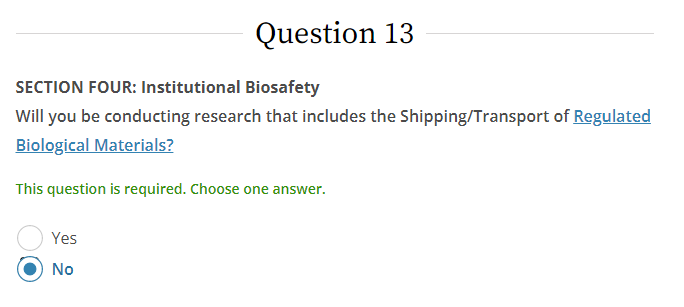 Question 13
SECTION FOUR: Institutional Biosafety
Will you be conducting research that includes the Shipping/Transport of Regulated
Biological Materials?
This question is required. Choose one answer.
Yes
No